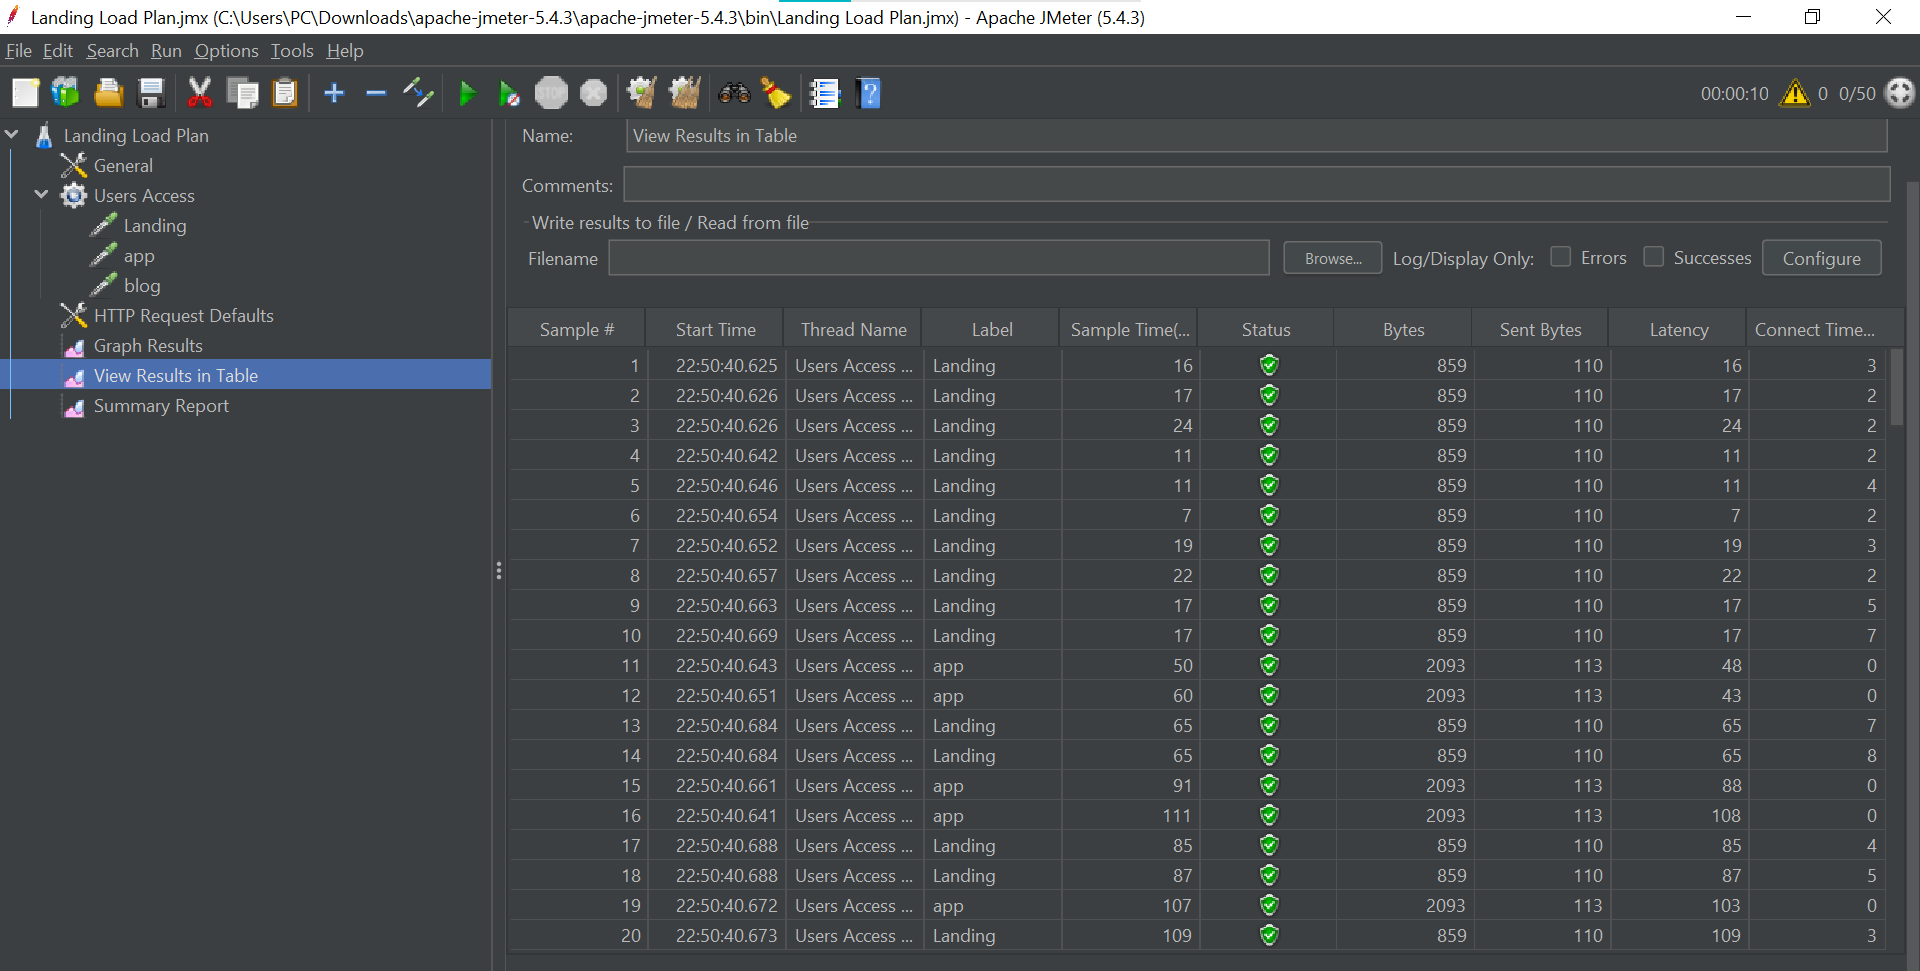 Landing Load Plan.jmx (C:\Users\PC\Downloads\apache-jmeter-5.4.3\apache-jmeter-5.4.3\bin\Landing Load Plan.jmx) - Apache JMeter (5.4.3)
File Edit Search Run Options Tools Help
STOP 00:00:10 0 0/50
Landing Load Plan
General
Users Access
Landing
app
blog
HTTP Request Defaults
Graph Results
View Results in Table
Summary Report
Name: View Results in Table
Comments:
Write results to file / Read from file
Filename Browse... Log/Display Only: Errors Successes Configure
Sample # Start Time Thread Name Label Sample Time(... Status Bytes Sent Bytes Latency Connect Time...
1 22:50:40.625 Users Access ... Landing 16 859 110 16 3
2 22:50:40.626 Users Access ... Landing 17 859 110 17 2
3 22:50:40.626 Users Access ... Landing 24 859 110 24 2
4 22:50:40.642 Users Access ... Landing 11 859 110 11 2
5 22:50:40.646 Users Access ... Landing 11 859 110 11 4
6 22:50:40.654 Users Access ... Landing 7 859 110 7 2
7 22:50:40.652 Users Access ... Landing 19 859 110 19 3
8 22:50:40.657 Users Access ... Landing 22 859 110 22 2
9 22:50:40.663 Users Access ... Landing 17 859 110 17 5
10 22:50:40.669 Users Access ... Landing 17 859 110 17 7
11 22:50:40.643 Users Access ... app 50 2093 113 48 0
12 22:50:40.651 Users Access ... app 60 2093 113 43 0
13 22:50:40.684 Users Access ... Landing 65 859 110 65 7
14 22:50:40.684 Users Access ... Landing 65 859 110 65 8
15 22:50:40.661 Users Access ... app 91 2093 113 88 0
16 22:50:40.641 Users Access ... app 111 2093 113 108 0
17 22:50:40.688 Users Access ... Landing 85 859 110 85 4
18 22:50:40.688 Users Access ... Landing 87 859 110 87 5
19 22:50:40.672 Users Access ... app 107 2093 113 103 0
20 22:50:40.673 Users Access ... Landing 109 859 110 109 3